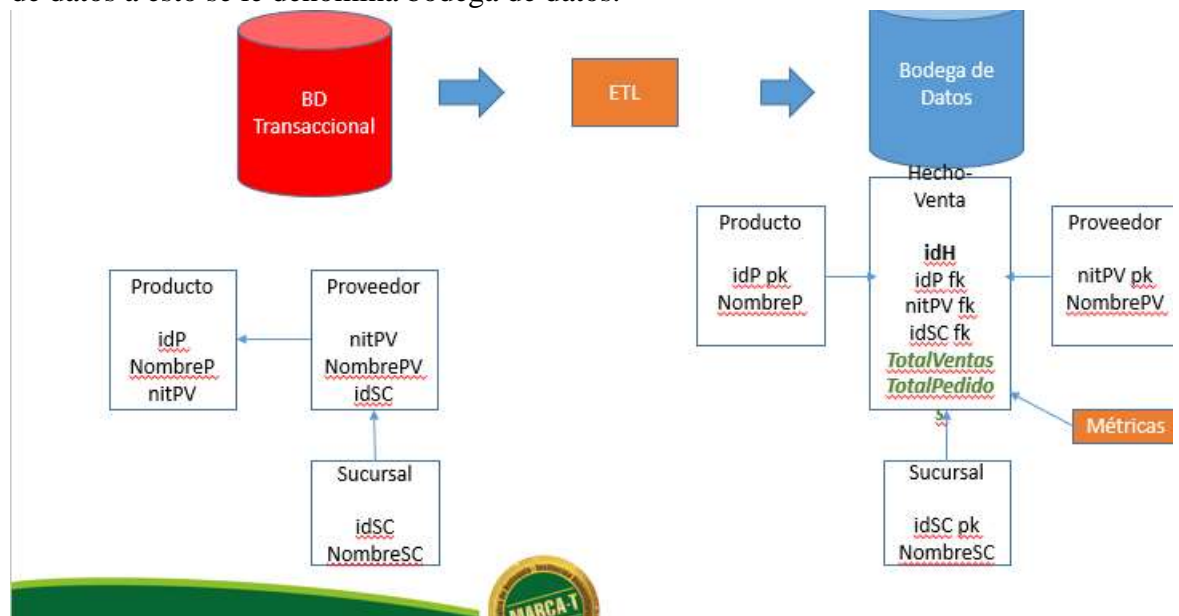 de datos a esto se le denomina bodega de datos.
BD
Transaccional
ETL
Bodega de
Datos
Producto
idP
NombreP
nitPV
Proveedor
nitPV
NombrePV
idSC
Sucursal
idSC
NombreSC
Producto
idP pk
NombreP
Hecho-
Venta
idH
idP fk
nitPV fk
idSC fk
TotalVentas
TotalPedido
s
Proveedor
nitPV pk
NombrePV
Métricas
Sucursal
idSC pk
NombreSC
MARCA-T